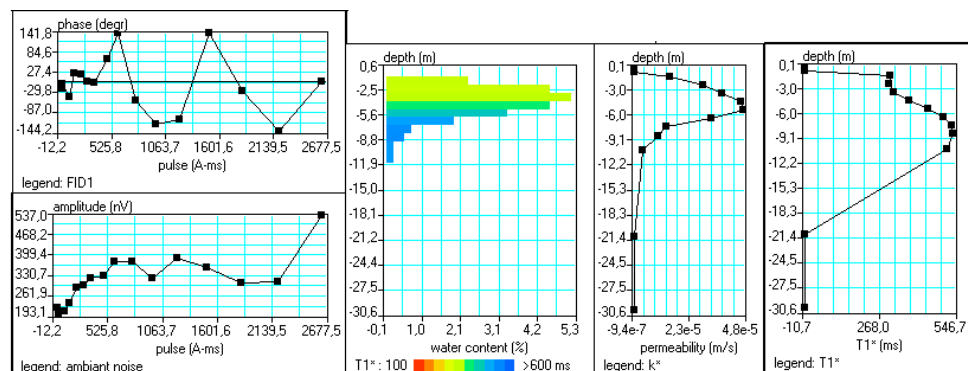 phase (degr)
141,8
84,6
27,4
-29,8
-87,0
-144,2
-12,2 525,8 1063,7 1601,6 2139,5 2677,5
pulse (A-ms)
legend: FID1
amplitude (nV)
537,0
468,2
399,4
330,7
261,9
193,1
-12,2 525,8 1063,7 1601,6 2139,5 2677,5
pulse (A-ms)
legend: ambiant noise
depth (m)
0,6
-2,5
-5,6
-8,8
-11,9
-15,0
-18,1
-21,2
-24,4
-27,5
-30,6
-0,1 1,0 2,1 3,1 4,2 5,3
water content (%)
T1* : 100 >600 ms
depth (m)
0,1
-3,0
-6,0
-9,1
-12,2
-15,3
-18,3
-21,4
-24,5
-27,5
-30,6
-9,4e-7 2,3e-5 4,8e-5
permeability (m/s)
legend: k*
depth (m)
0,1
-3,0
-6,0
-9,1
-12,2
-15,3
-18,3
-21,4
-24,5
-27,5
-30,6
-10,7 268,0 546,7
T1* (ms)
legend: T1*